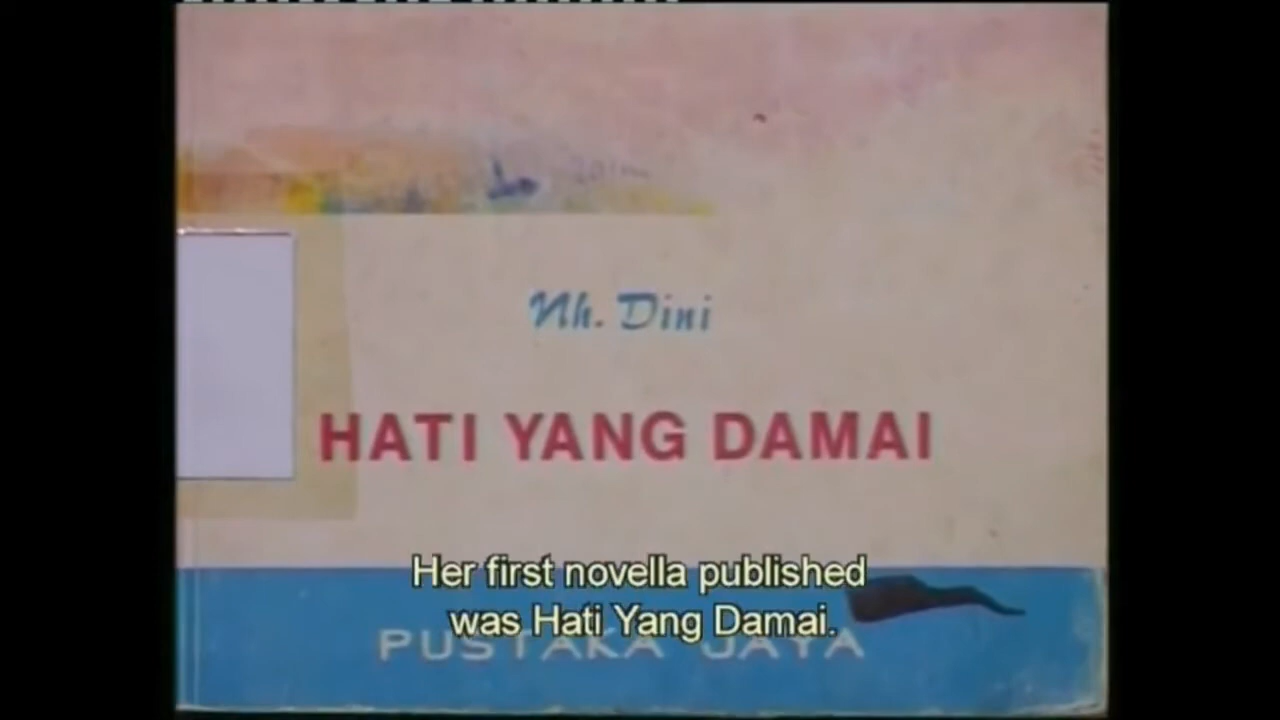 Nh. Dini
HATI YANG DAMAI
Her first novella published
was Hati Yang Damai.
PUSTAKA JAYA